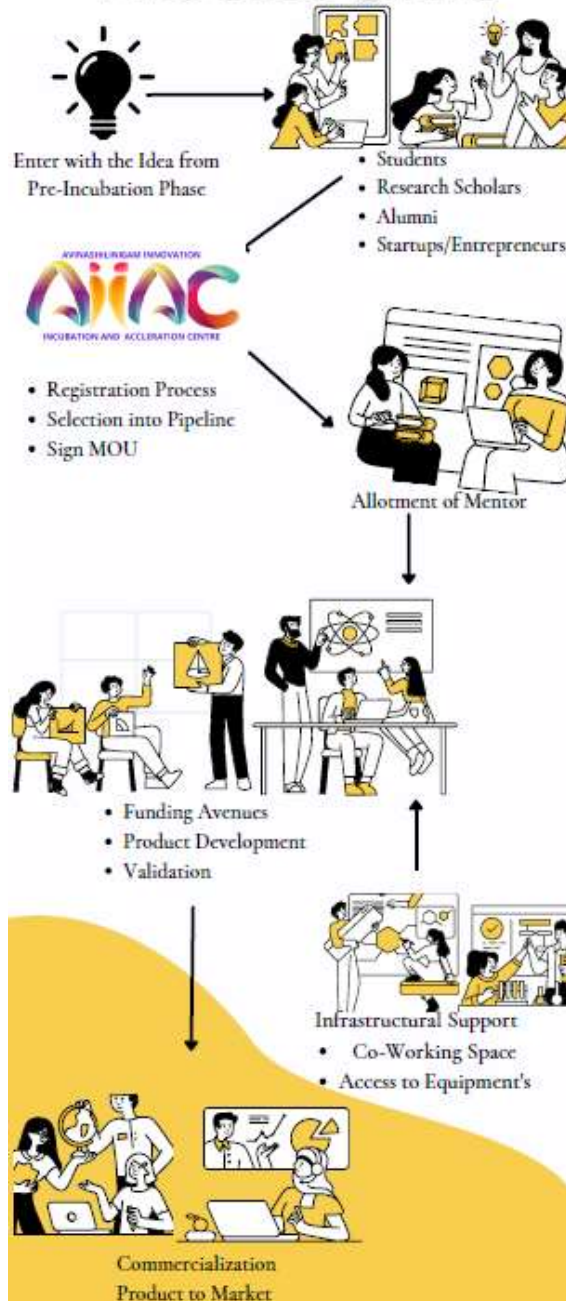 Enter with the Idea from
Pre-Incubation Phase
• Students
• Research Scholars
• Alumni
• Startups/Entrepreneurs
AVINASHILINIGAM INNOVATION
AIIAC
INCUBATION AND ACCLERATION CENTRE
• Registration Process
• Selection into Pipeline
• Sign MOU
Allotment of Mentor
• Funding Avenues
• Product Development
• Validation
Infrastructural Support
• Co-Working Space
• Access to Equipment's
Commercialization
Product to Market